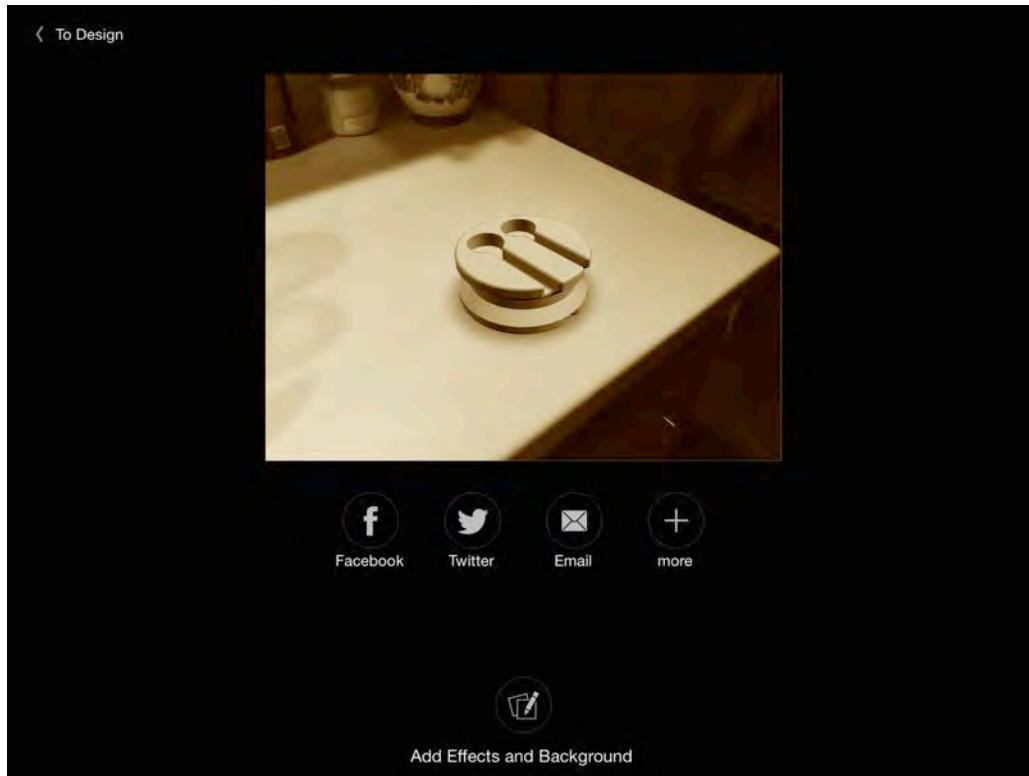 To Design
Facebook
Twitter
Email
more
Add Effects and Background